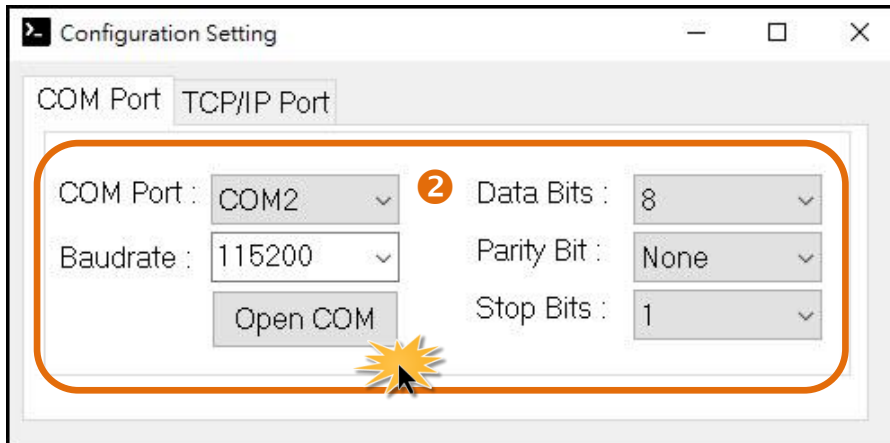 Configuration Setting
COM Port TCP/IP Port
COM Port : COM2 2 Data Bits : 8
Baudrate : 115200 Parity Bit : None
Open COM Stop Bits : 1